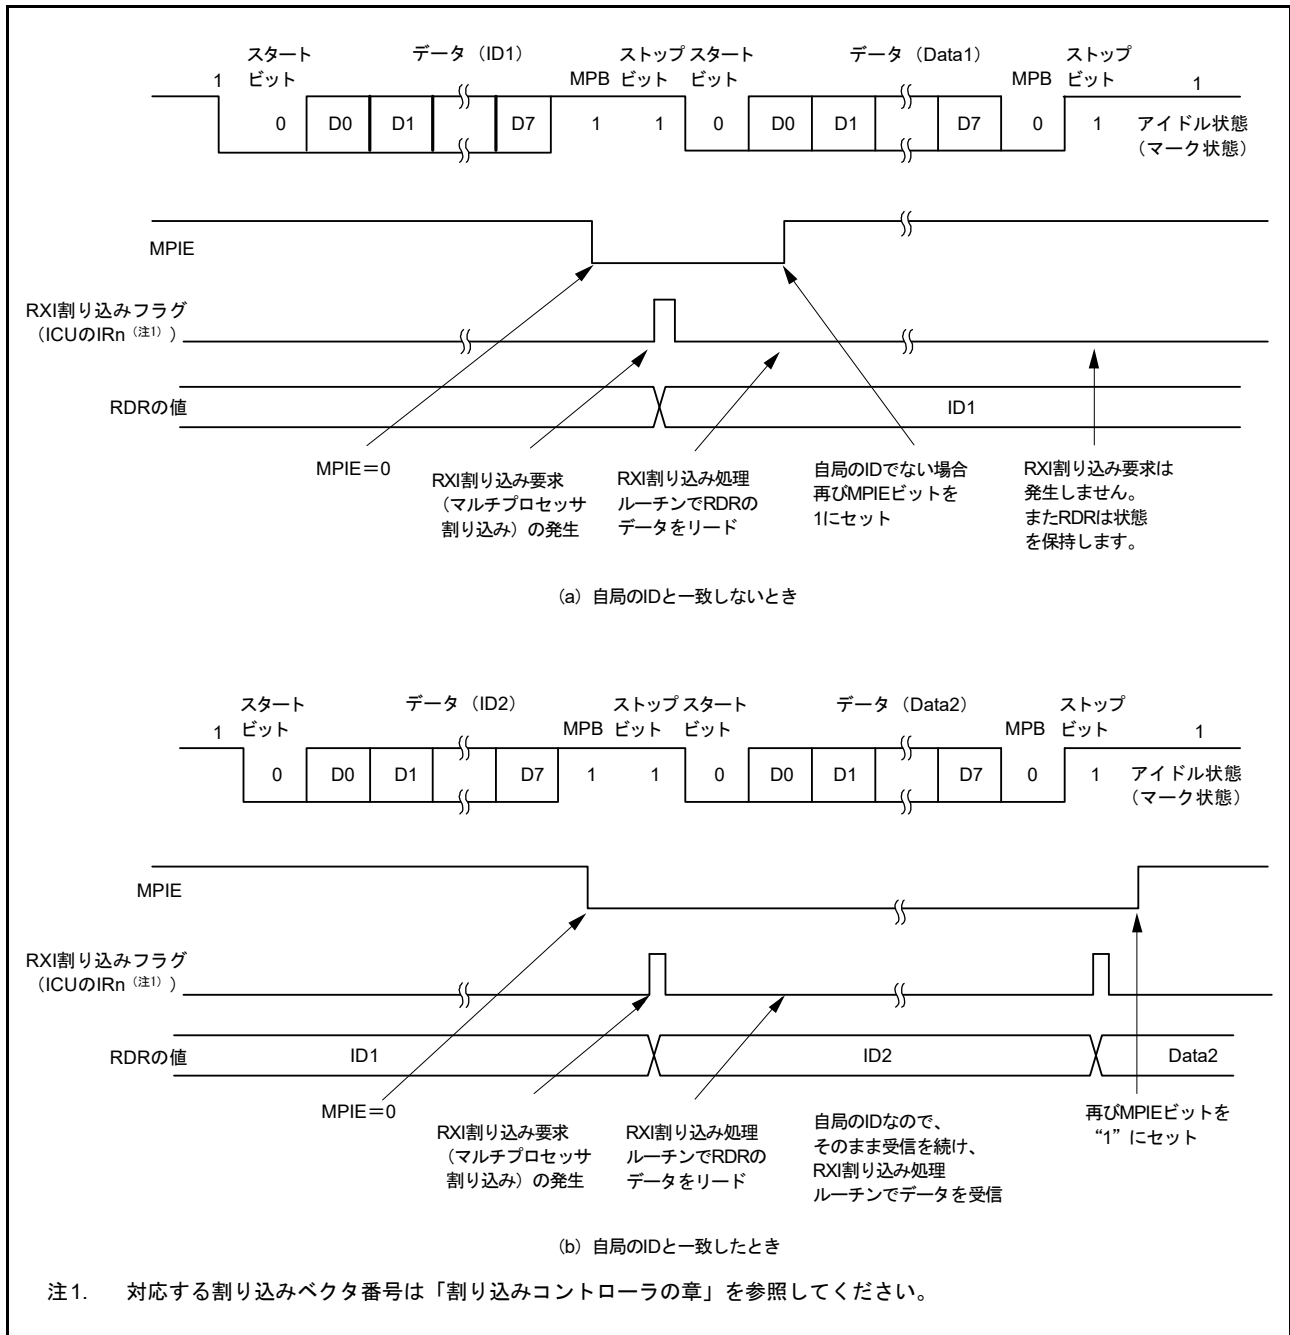 スタート データ（ID1） ストップ スタート データ（Data1） ストップ
1 ビット MPB ビット ビット MPB ビット 1
0 D0 D1 D7 1 1 0 D0 D1 D7 0 1 アイドル状態
（マーク状態）
MPIE
RXI割り込みフラグ
（ICUのIRn（注1））
RDRの値 ID1
MPIE＝0
RXI割り込み要求
（マルチプロセッサ
割り込み）の発生
RXI割り込み処理
ルーチンでRDRの
データをリード
自局のIDでない場合
再びMPIEビットを
1にセット
RXI割り込み要求は
発生しません。
またRDRは状態
を保持します。
（a）自局のIDと一致しないとき
スタート データ（ID2） ストップ スタート データ（Data2） ストップ
1 ビット MPB ビット ビット MPB ビット 1
0 D0 D1 D7 1 1 0 D0 D1 D7 0 1 アイドル状態
（マーク状態）
MPIE
RXI割り込みフラグ
（ICUのIRn（注1））
RDRの値 ID1 ID2 Data2
MPIE＝0
RXI割り込み要求
（マルチプロセッサ
割り込み）の発生
RXI割り込み処理
ルーチンでRDRの
データをリード
自局のIDなので、
そのまま受信を続け、
RXI割り込み処理
ルーチンでデータを受信
再びMPIEビットを
“1”にセット
（b）自局のIDと一致したとき
注1. 対応する割り込みベクタ番号は「割り込みコントローラの章」を参照してください。